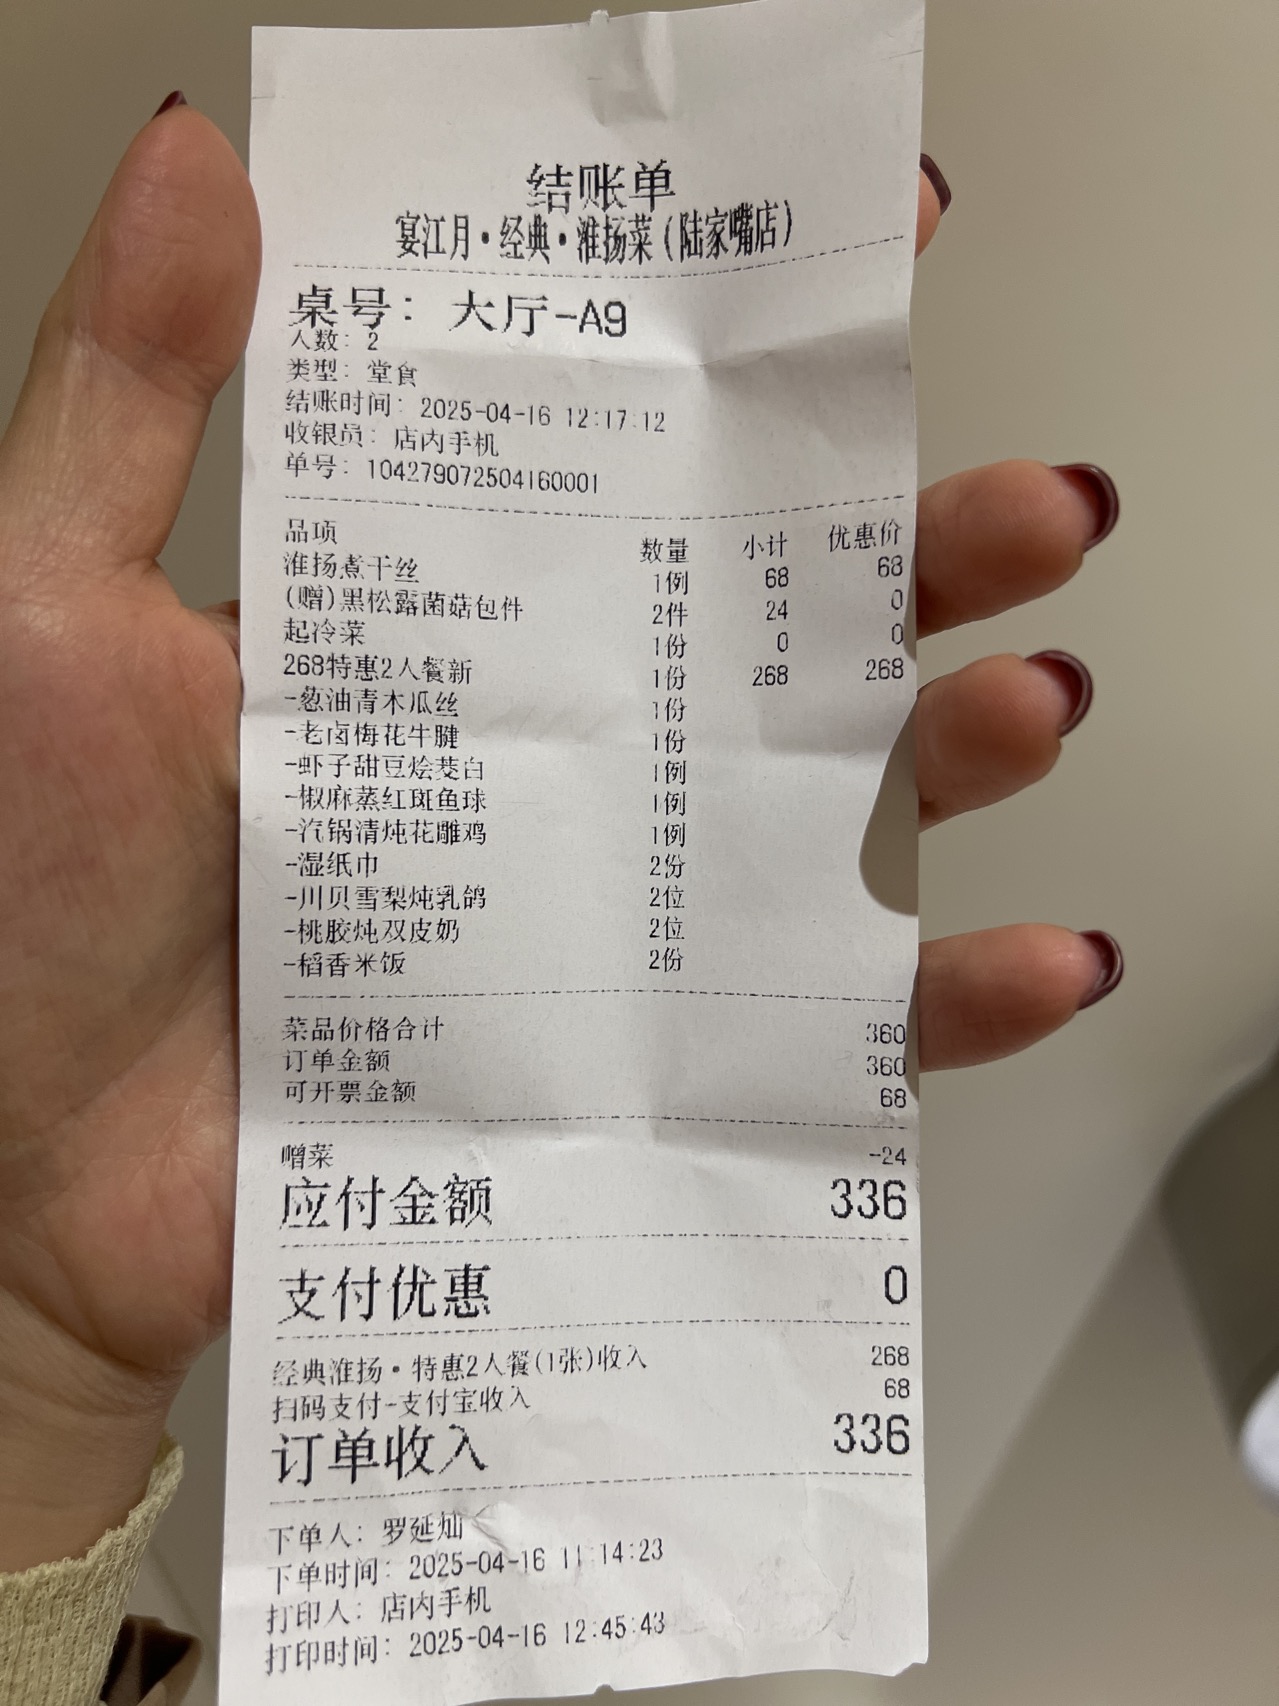 结账单
宴江月·经典·淮扬菜(陆家嘴店)
桌号: 大厅-A9
人数: 2
类型: 堂食
结账时间: 2025-04-16 12:17:12
收银员: 店内手机
单号: 104279072504160001
品项 数量 小计 优惠价
淮扬煮干丝 1例 68 68
(赠)黑松露菌菇包件 2件 24 0
起冷菜 1份 0 0
268特惠2人餐新 1份 268 268
-葱油青木瓜丝 1份
-老卤梅花牛腱 1份
-虾子甜豆烩茭白 1例
-椒麻蒸红斑鱼球 1例
-汽锅清炖花雕鸡 1例
-湿纸巾 2份
-川贝雪梨炖乳鸽 2位
-桃胶炖双皮奶 2位
-稻香米饭 2份
菜品价格合计 360
订单金额 360
可开票金额 68
赠菜 -24
应付金额 336
支付优惠 0
经典淮扬·特惠2人餐(1张)收入 268
扫码支付-支付宝收入 68
订单收入 336
下单人: 罗延灿
下单时间: 2025-04-16 11:14:23
打印人: 店内手机
打印时间: 2025-04-16 12:45:43